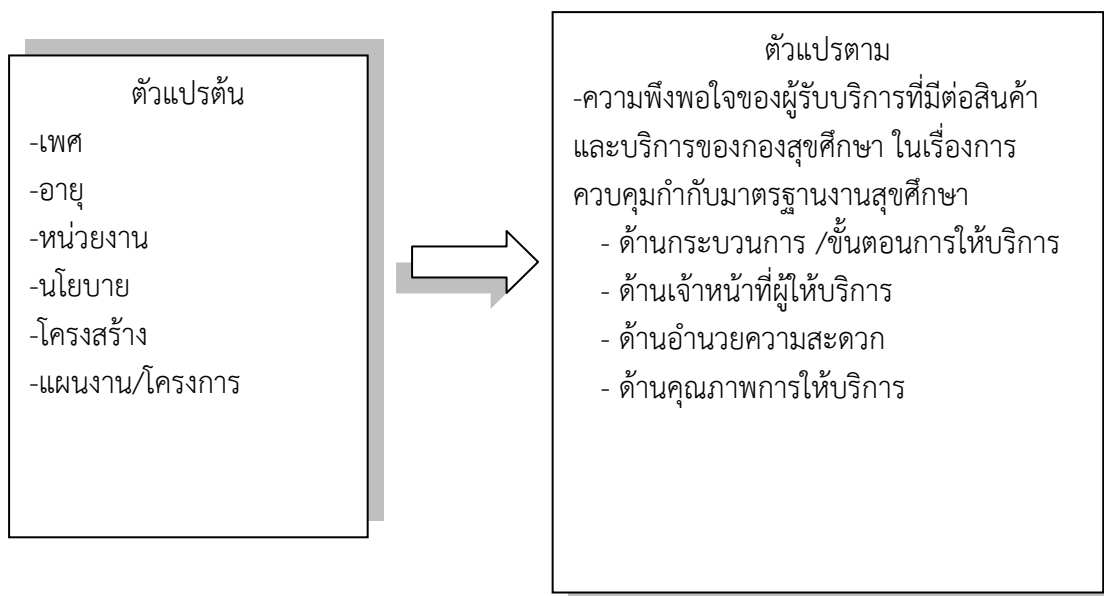 ตัวแปรต้น
-เพศ
-อายุ
-หน่วยงาน
-นโยบาย
-โครงสร้าง
-แผนงาน/โครงการ
ตัวแปรตาม
-ความพึงพอใจของผู้รับบริการที่มีต่อสินค้า
และบริการของกองสุขศึกษา ในเรื่องการ
ควบคุมกำกับมาตรฐานงานสุขศึกษา
- ด้านกระบวนการ /ขั้นตอนการให้บริการ
- ด้านเจ้าหน้าที่ผู้ให้บริการ
- ด้านอำนวยความสะดวก
- ด้านคุณภาพการให้บริการ